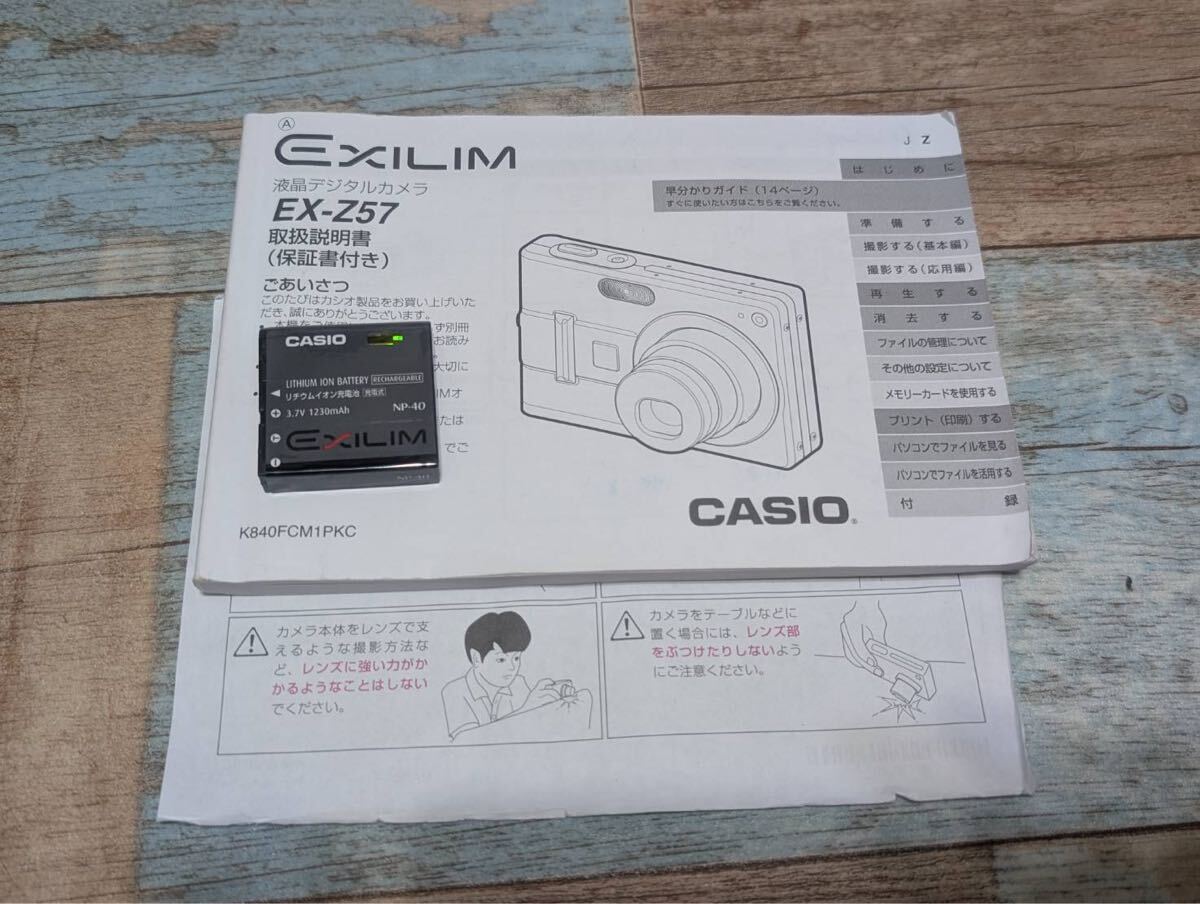 Ⓐ
EXILIM
J Z
液晶デジタルカメラ
EX-Z57
取扱説明書
(保証書付き)
ごあいさつ
このたびはカシオ製品をお買い上げいた
だき、誠にありがとうございます。
ず別冊
お読み
大切に
たは
でご
K840FCM1PKC
早分かりガイド(14ページ)
すぐに使いたい方はこちらをご覧ください。
はじめに
準備する
撮影する(基本編)
撮影する(応用編)
再生する
消去する
ファイルの管理について
その他の設定について
メモリーカードを使用する
プリント(印刷)する
パソコンでファイルを見る
パソコンでファイルを活用する
付録
CASIO
CASIO
LITHIUM ION BATTERY RECHARGEABLE
リチウムイオン充電池 充電式
3.7V 1230mAh NP-40
EXILIM
カメラ本体をレンズで支
えるような撮影方法な
ど、レンズに強い力がか
かるようなことはしない
でください。
カメラをテーブルなどに
置く場合には、レンズ部
をぶつけたりしないよう
にご注意ください。